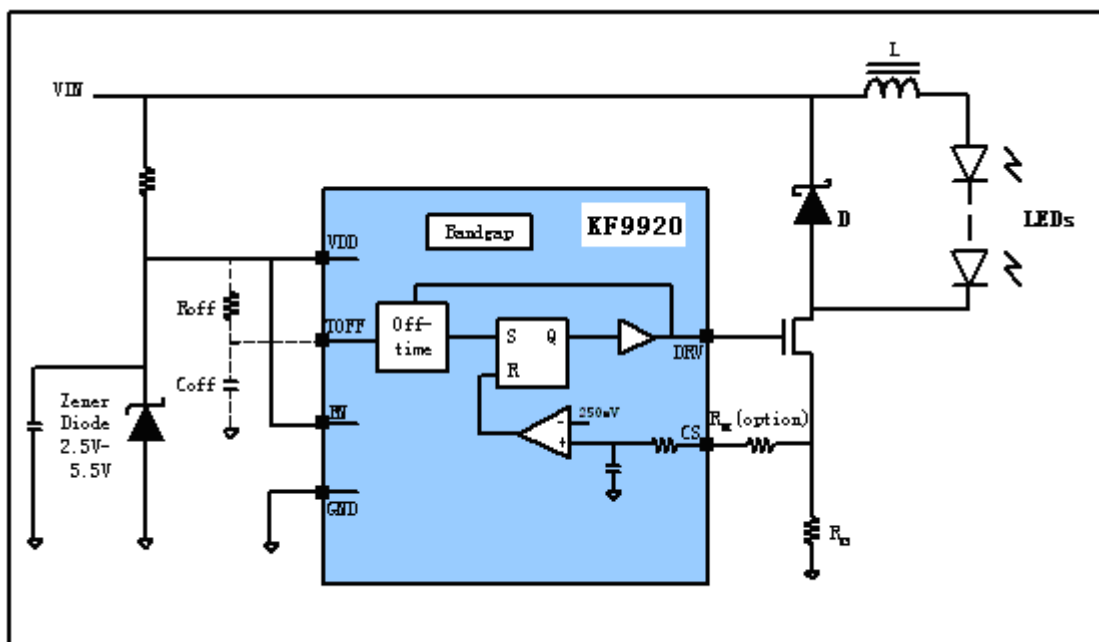 L
VIN
D
LEDs
KF9920
Bandgap
VDD
Roff
TOFF
Off-
time
S Q
R
DRV
Coff
Zener
Diode
2.5V-
5.5V
EN
250mV
CS
(option)
GND